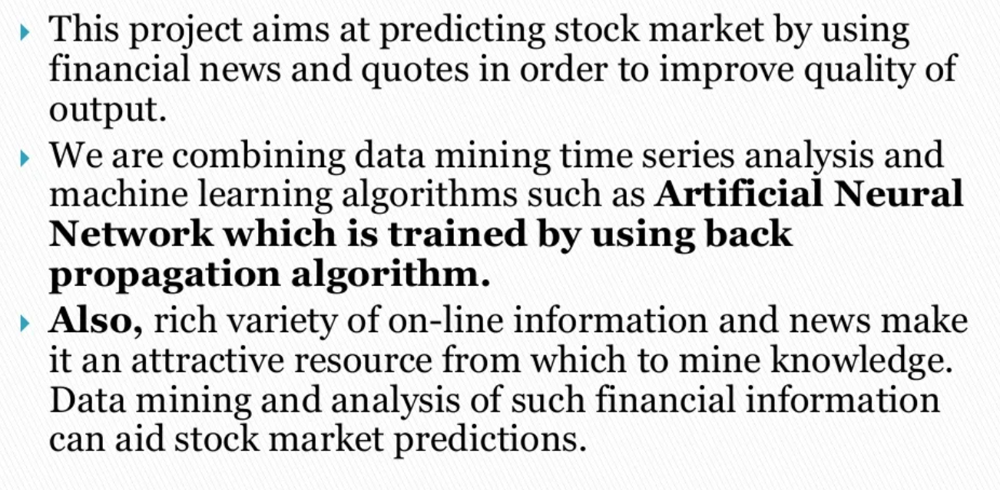 This project aims at predicting stock market by using
financial news and quotes in order to improve quality of
output.
We are combining data mining time series analysis and
machine learning algorithms such as Artificial Neural
Network which is trained by using back
propagation algorithm.
Also, rich variety of on-line information and news make
it an attractive resource from which to mine knowledge.
Data mining and analysis of such financial information
can aid stock market predictions.